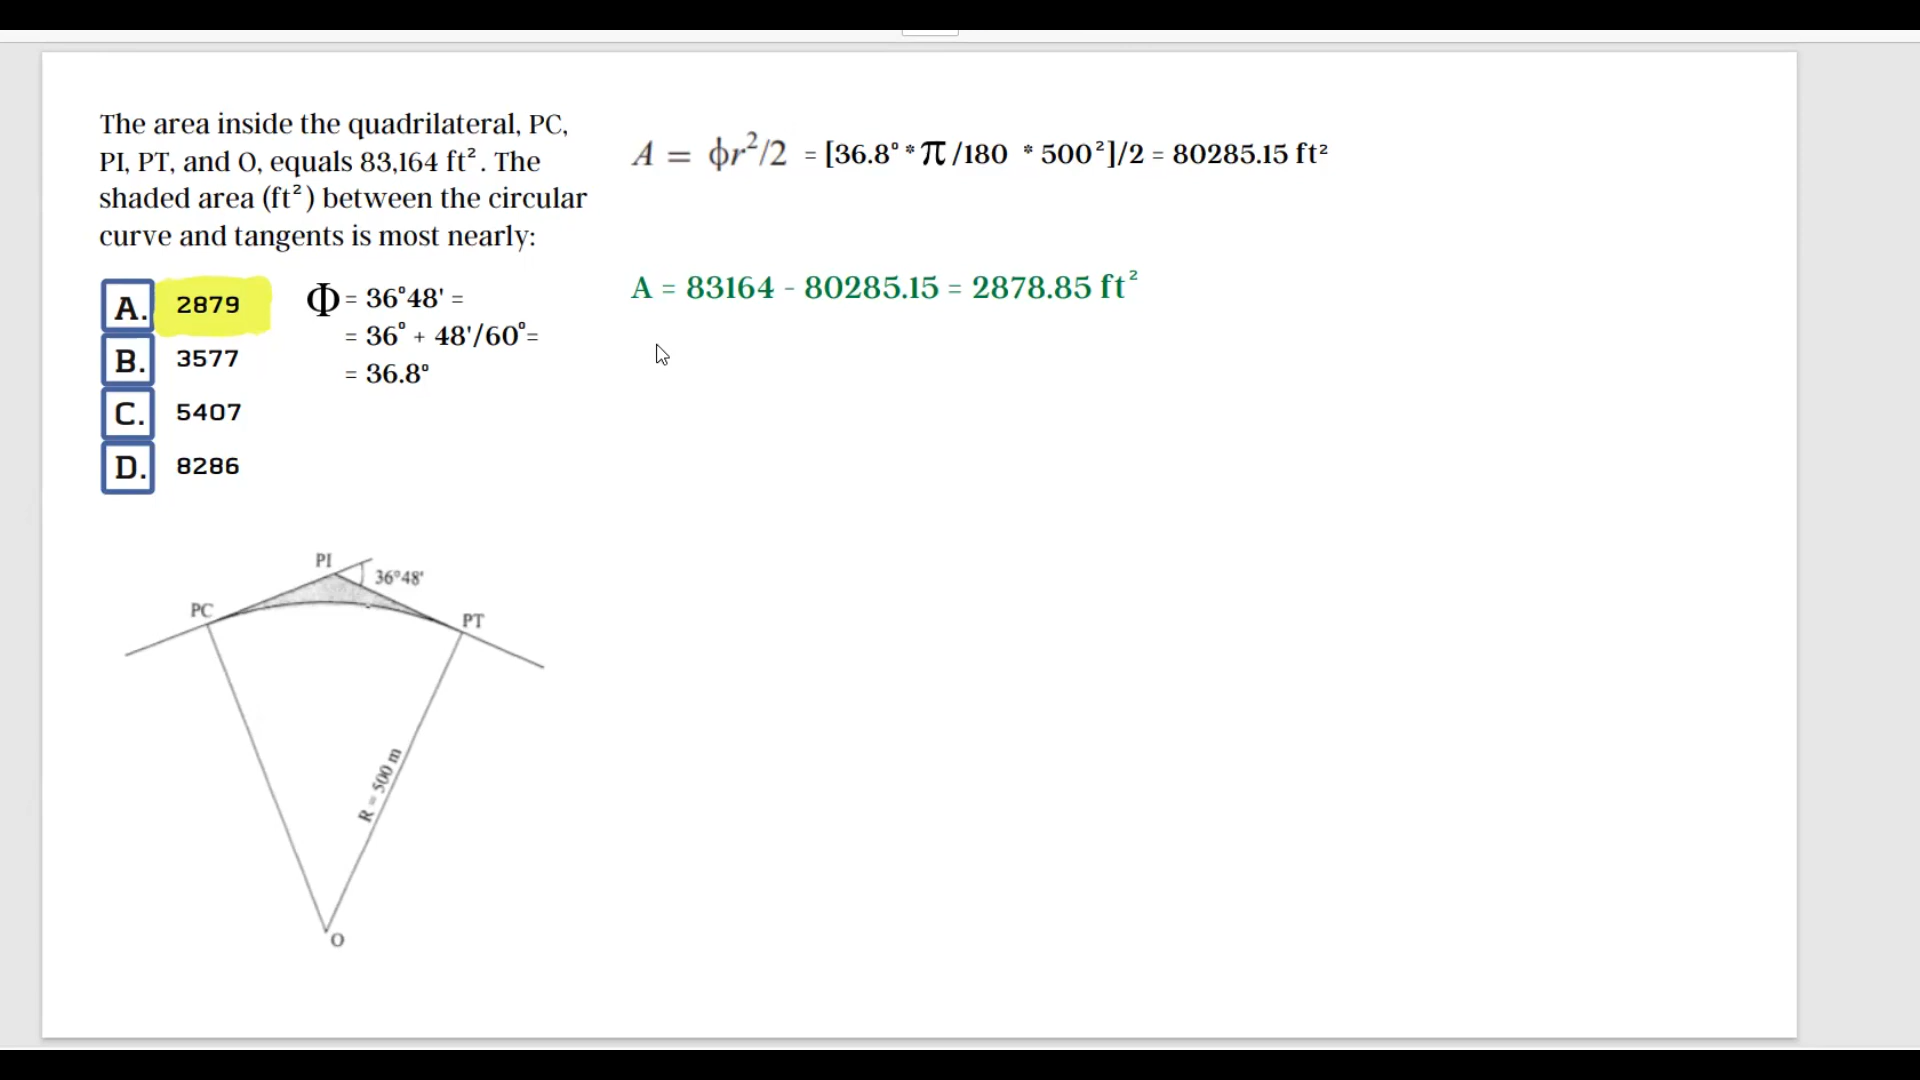 The area inside the quadrilateral, PC,
PI, PT, and O, equals 83,164 ft². The
shaded area (ft²) between the circular
curve and tangents is most nearly:
A. 2879
B. 3577
C. 5407
D. 8286
Φ = 36°48' =
= 36° + 48'/60° =
= 36.8°
A = ϕr²/2 = [36.8° * π /180 * 500²]/2 = 80285.15 ft²
A = 83164 - 80285.15 = 2878.85 ft²
PI
36°48'
PC
PT
R = 500 m
O